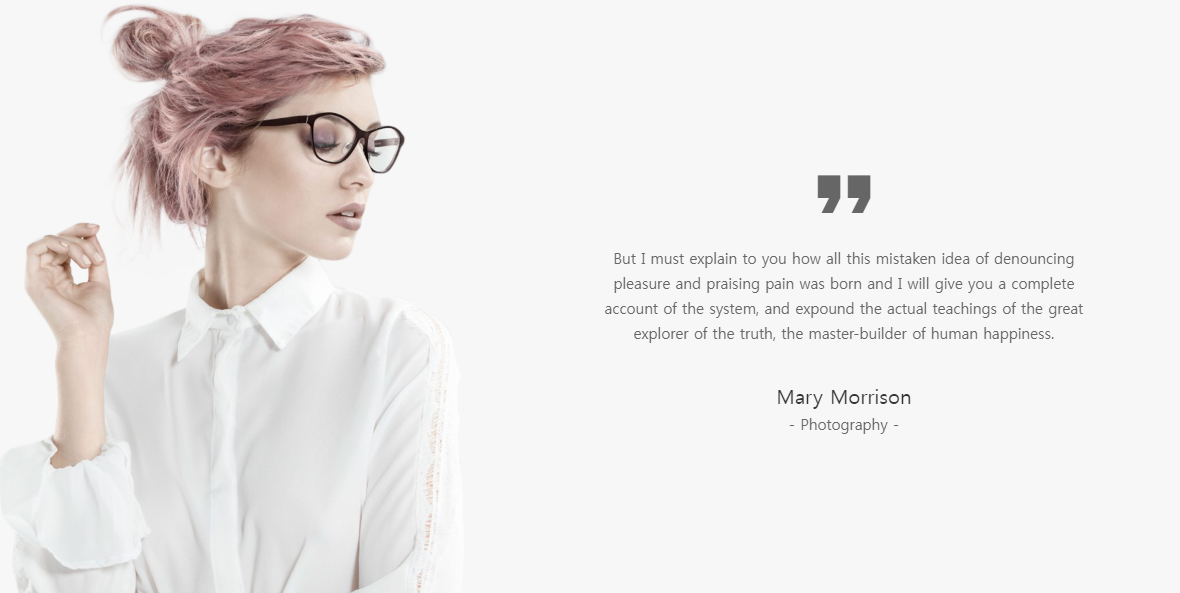 ”
But I must explain to you how all this mistaken idea of denouncing
pleasure and praising pain was born and I will give you a complete
account of the system, and expound the actual teachings of the great
explorer of the truth, the master-builder of human happiness.
Mary Morrison
- Photography -